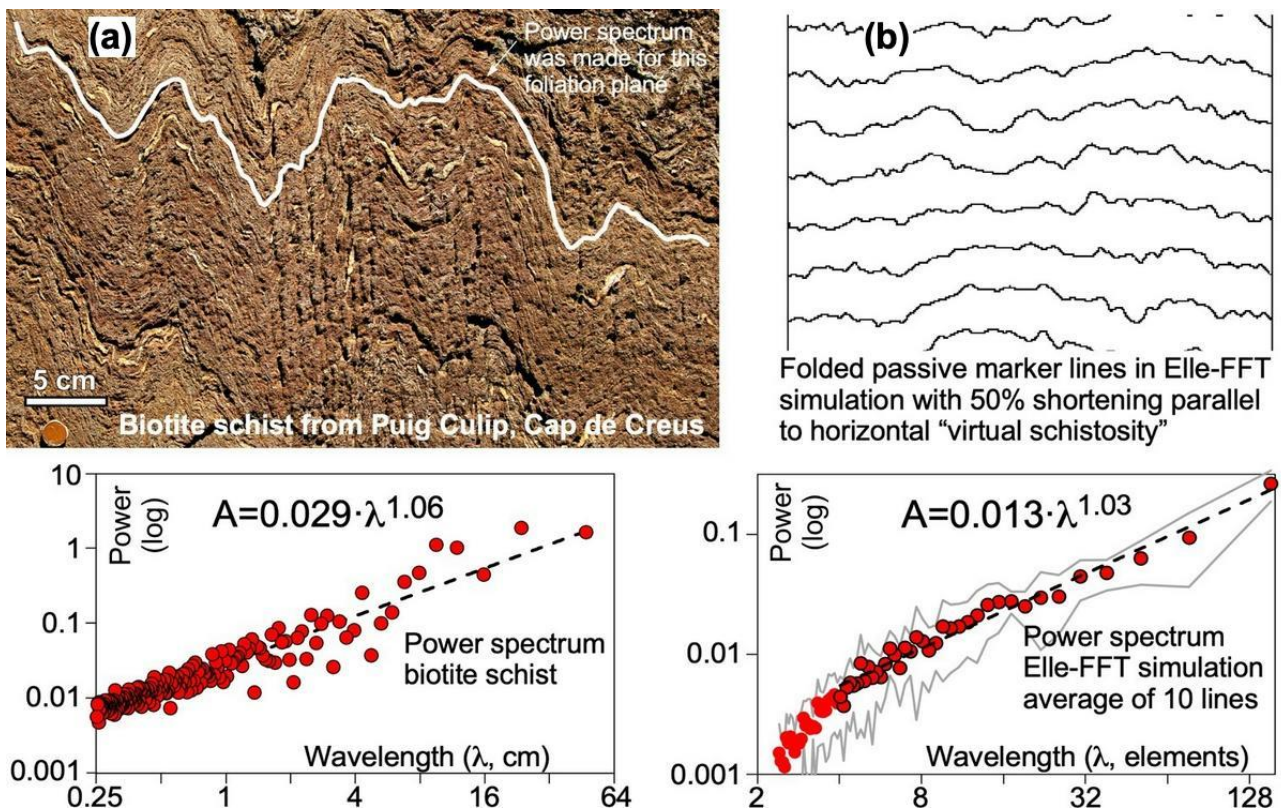 (a)
Power spectrum
was made for this
foliation plane
5 cm
Biotite schist from Puig Culip, Cap de Creus
(b)
Folded passive marker lines in Elle-FFT
simulation with 50% shortening parallel
to horizontal “virtual schistosity”
10
1
0.1
0.01
0.001
Power
(log)
A=0.029·λ1.06
Power spectrum
biotite schist
Wavelength (λ, cm)
0.25
1
4
16
64
0.1
0.01
0.001
Power
(log)
A=0.013·λ1.03
Power spectrum
Elle-FFT simulation
average of 10 lines
Wavelength (λ, elements)
2
8
32
128